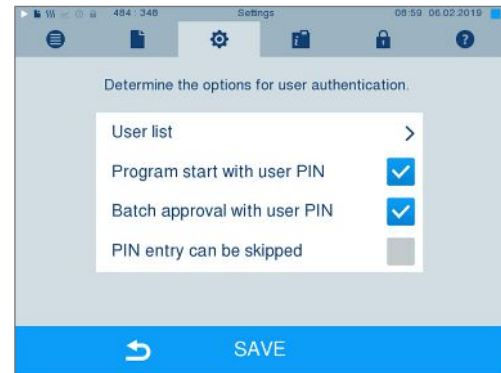 484 : 348 Settings 08:59 06.02.2019
Determine the options for user authentication.
User list
Program start with user PIN
Batch approval with user PIN
PIN entry can be skipped
SAVE